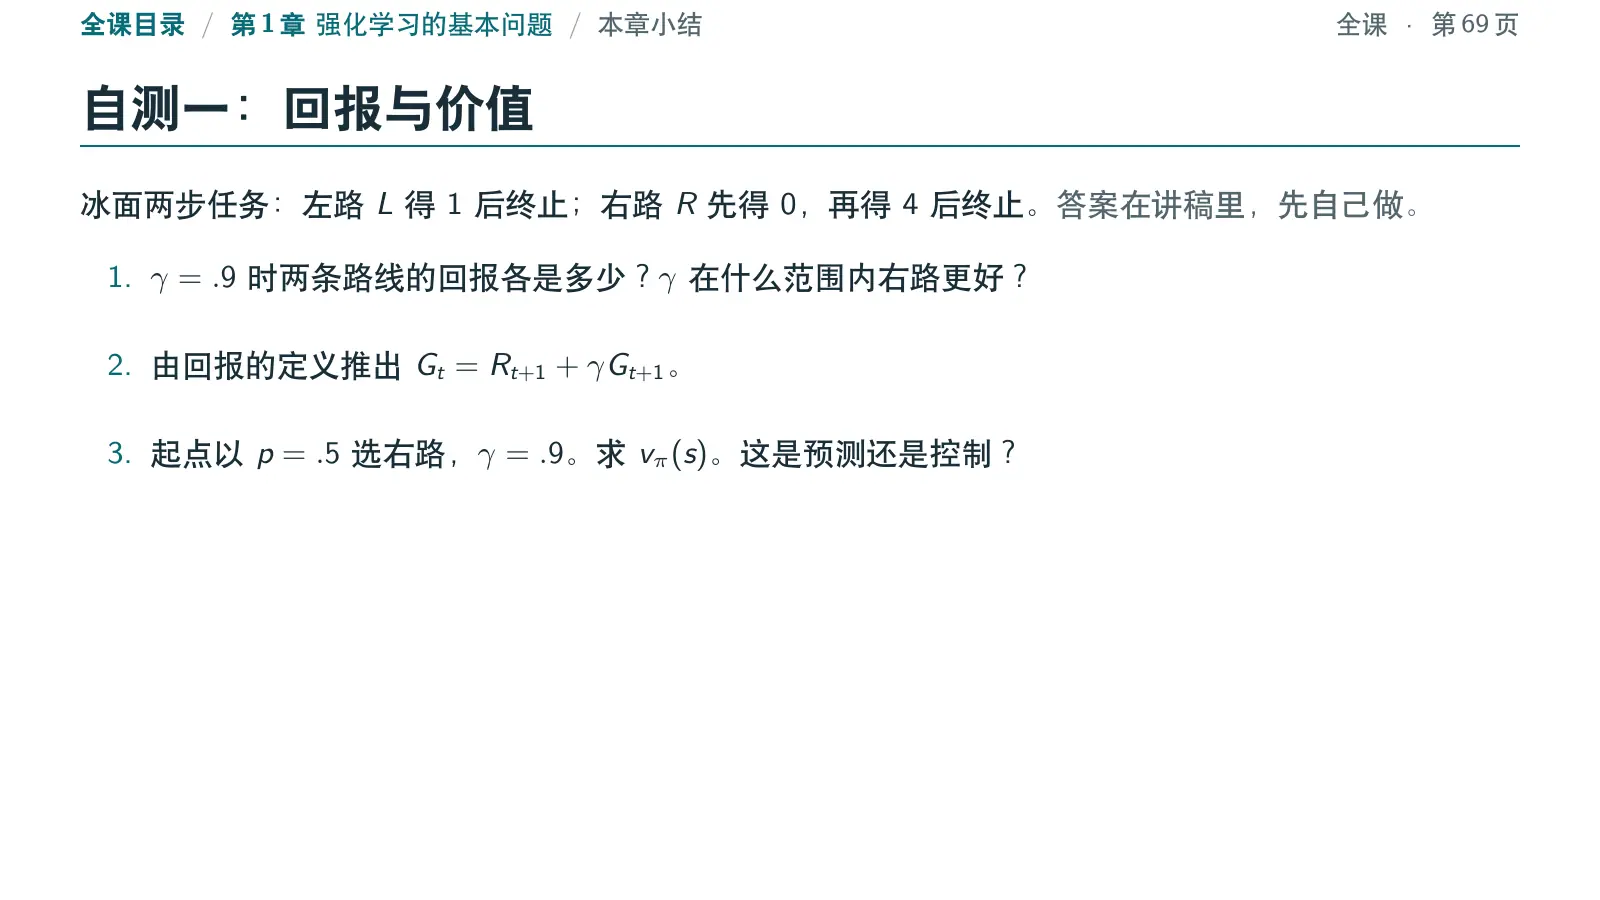 全课目录 / 第 1 章 强化学习的基本问题 / 本章小结
全课 · 第 69 页
自测一：回报与价值
冰面两步任务：左路 L 得 1 后终止；右路 R 先得 0，再得 4 后终止。答案在讲稿里，先自己做。
1. γ = .9 时两条路线的回报各是多少？γ 在什么范围内右路更好？
2. 由回报的定义推出 G_t = R_{t+1} + γG_{t+1}。
3. 起点以 p = .5 选右路，γ = .9。求 v_π(s)。这是预测还是控制？